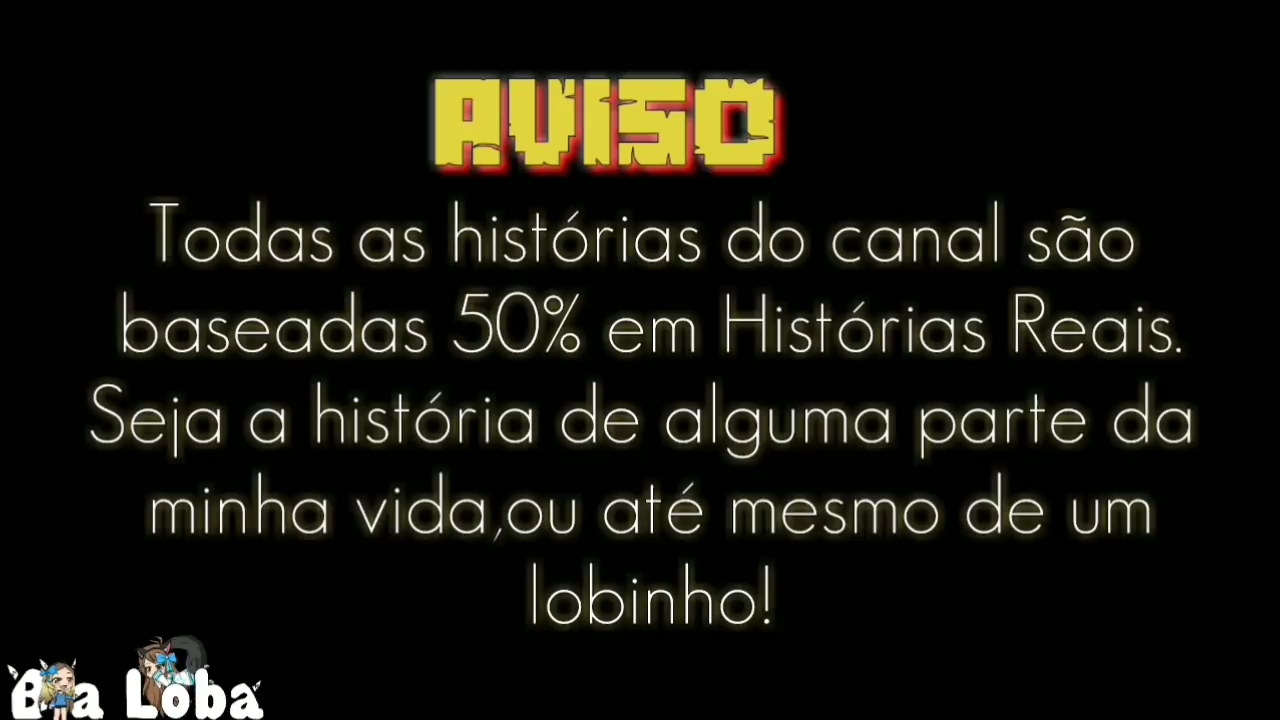 AVISO
Todas as histórias do canal são
baseadas 50% em Histórias Reais.
Seja a história de alguma parte da
minha vida,ou até mesmo de um
lobinho!
Bia Loba